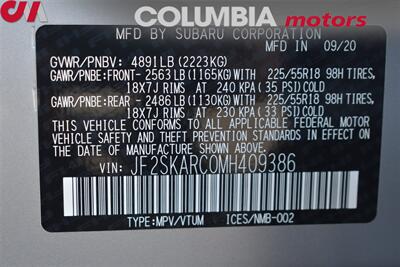 COLUMBIA motors
MFD BY SUBARU CORPORATION
MFD IN 09/20
GVWR/PNBV: 4891LB (2223KG)
GAWR/PNBE:FRONT- 2563LB (1165KG)WITH 225/55R18 98H TIRES,
18X7J RIMS AT 240 KPA (35 PSI)COLD
GAWR/PNBE:REAR - 2486LB (1130KG)WITH 225/55R18 98H TIRES,
18X7J RIMS AT 230 KPA (33 PSI)COLD
THIS VEHICLE CONFORMS TO ALL APPLICABLE U.S. FEDERAL
MOTOR VEHICLE SAFETY STANDARDS IN EFFECT ON
THE DATE OF MANUFACTURE SHOWN ABOVE.
VIN: JF2SKARC0MH409386
TYPE:MPV/VTUM ICES/NMB-002